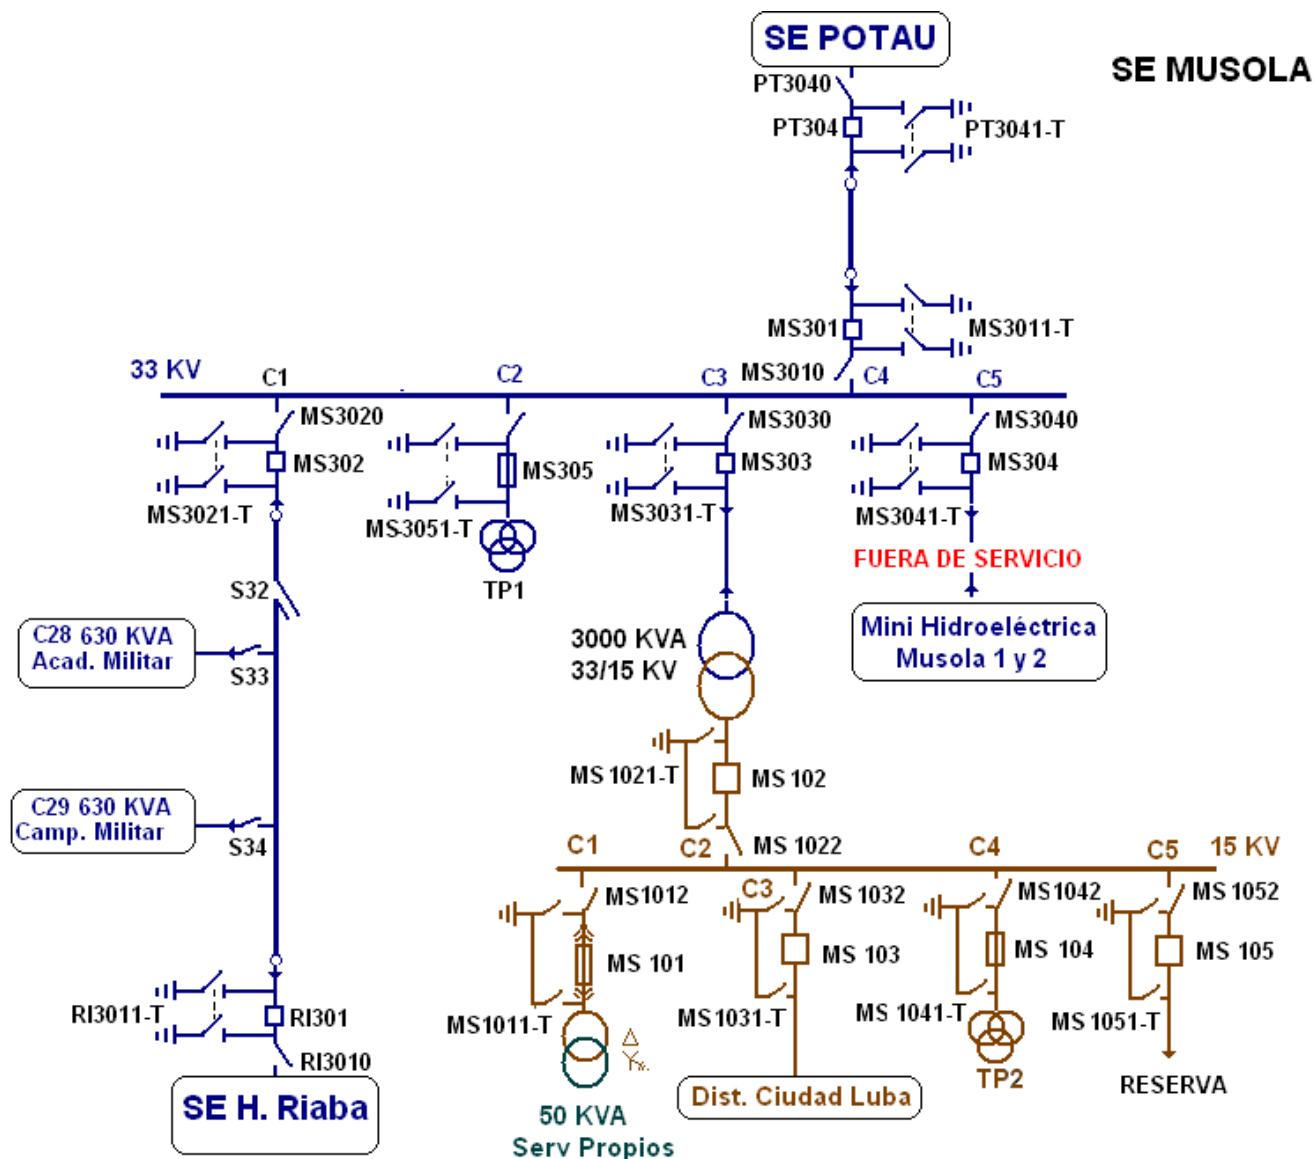 SE POTAU
SE MUSOLA
PT3040
PT304
PT3041-T
MS301
MS3011-T
MS3010
33 KV
C1
C2
C3
C4
C5
MS3020
MS302
MS3021-T
MS305
MS3051-T
TP1
MS3030
MS303
MS3031-T
MS3040
MS304
MS3041-T
FUERA DE SERVICIO
Mini Hidroeléctrica
Musola 1 y 2
S32
C28 630 KVA
Acad. Militar
S33
3000 KVA
33/15 KV
MS 1021-T
MS 102
C29 630 KVA
Camp. Militar
S34
MS 1022
C1
C2
C3
C4
C5
15 KV
MS1012
MS 101
MS1011-T
MS 1032
MS 103
MS1031-T
MS1042
MS 104
MS 1041-T
MS 1052
MS 105
MS 1051-T
RI3011-T
RI301
RI3010
SE H. Riaba
50 KVA
Serv Propios
Dist. Ciudad Luba
TP2
RESERVA